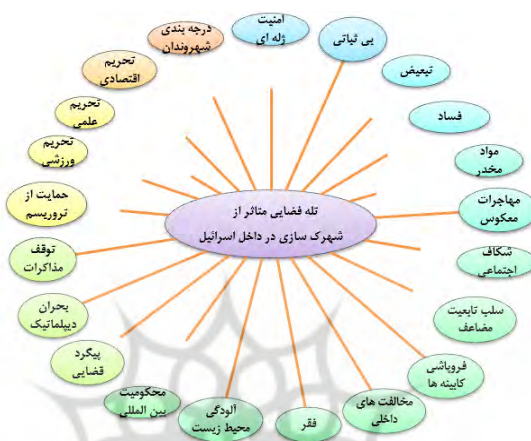 تله فضایی متاثر از
شهرک سازی در داخل اسرائیل
بی ثباتی
تبعیض
فساد
مواد
مخدر
مهاجرات
معکوس
شکاف
اجتماعی
سلب تابعیت
مضاعف
فروپاشی
کابینه ها
مخالفت های
داخلی
فقر
آلودگی
محیط زیست
محکومیت
بین المللی
پیگرد
قضایی
بحران
دیپلماتیک
توقف
مذاکرات
حمایت از
تروریسم
تحریم
ورزشی
تحریم
علمی
تحریم
اقتصادی
درجه بندی
شهروندان
امنیت
ژله ای